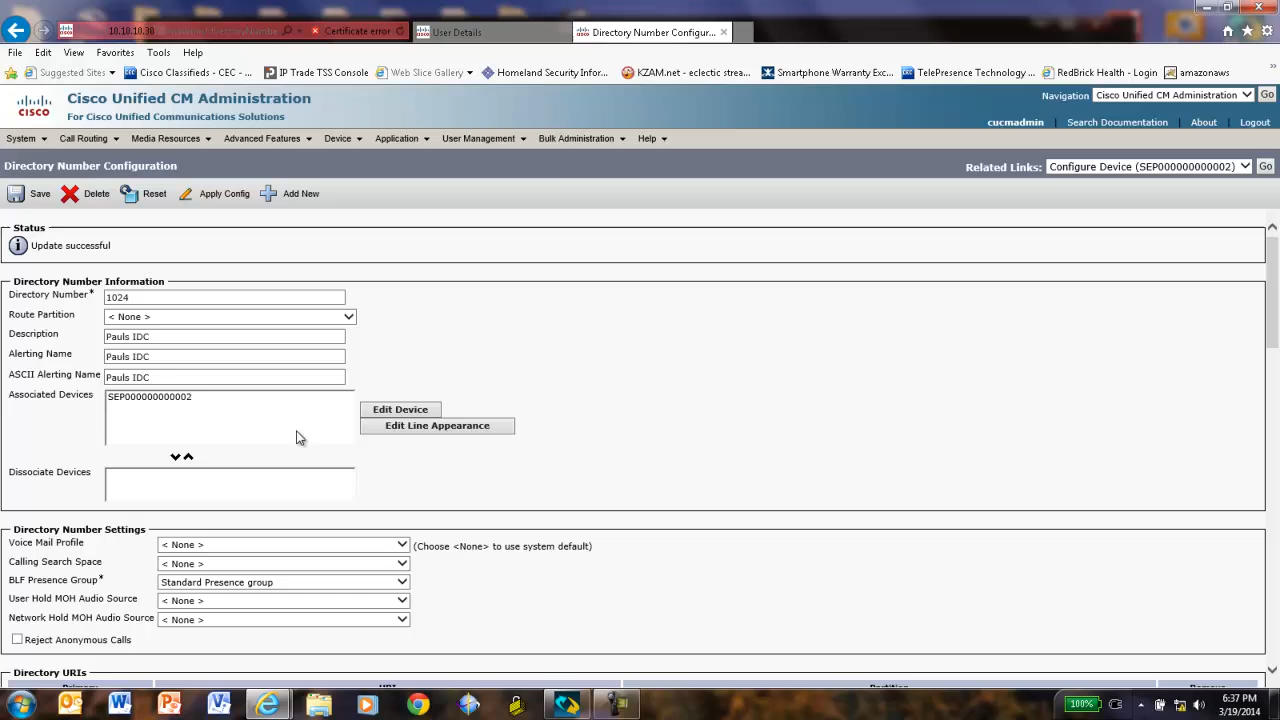 10.10.10.30
Certificate error
User Details
Directory Number Configur...
File Edit View Favorites Tools Help
Suggested Sites
Cisco Classifieds - CEC - ...
IP Trade TSS Console
Web Slice Gallery
Homeland Security Infor...
KZAM.net - eclectic strea...
Smartphone Warranty Exc...
TelePresence Technology ...
RedBrick Health - Login
amazonaws
»
CISCO
Cisco Unified CM Administration
For Cisco Unified Communications Solutions
Navigation Cisco Unified CM Administration Go
cucmadmin Search Documentation About Logout
System Call Routing Media Resources Advanced Features Device Application User Management Bulk Administration Help
Directory Number Configuration
Related Links: Configure Device (SEP000000000002) Go
Save Delete Reset Apply Config Add New
Status
Update successful
Directory Number Information
Directory Number* 1024
Route Partition < None >
Description Pauls IDC
Alerting Name Pauls IDC
ASCII Alerting Name Pauls IDC
Associated Devices SEP000000000002
Edit Device
Edit Line Appearance
Dissociate Devices
Directory Number Settings
Voice Mail Profile < None > (Choose <None> to use system default)
Calling Search Space < None >
BLF Presence Group* Standard Presence group
User Hold MOH Audio Source < None >
Network Hold MOH Audio Source < None >
Reject Anonymous Calls
Directory URIs
Primary URI Partition Remove
100%
6:37 PM
3/19/2014